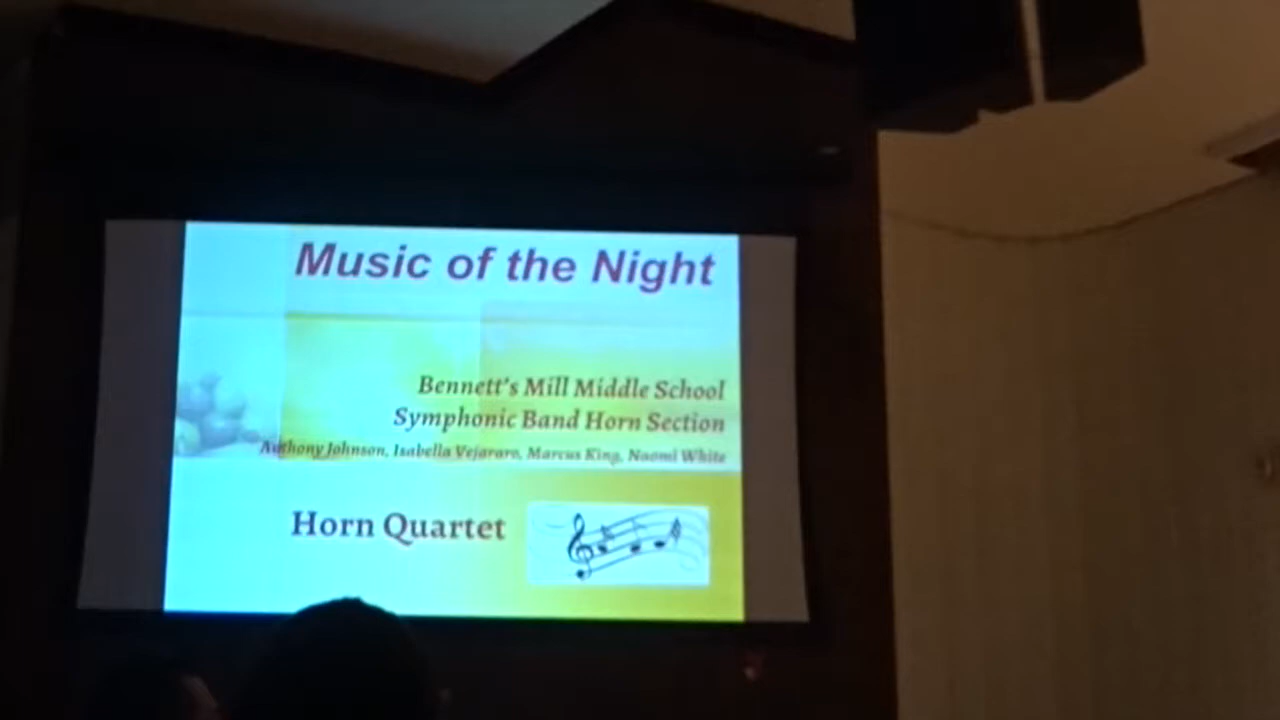 Music of the Night
Bennett's Mill Middle School
Symphonic Band Horn Section
Anthony Johnson, Isabella Vejararo, Marcus King, Naomi White
Horn Quartet